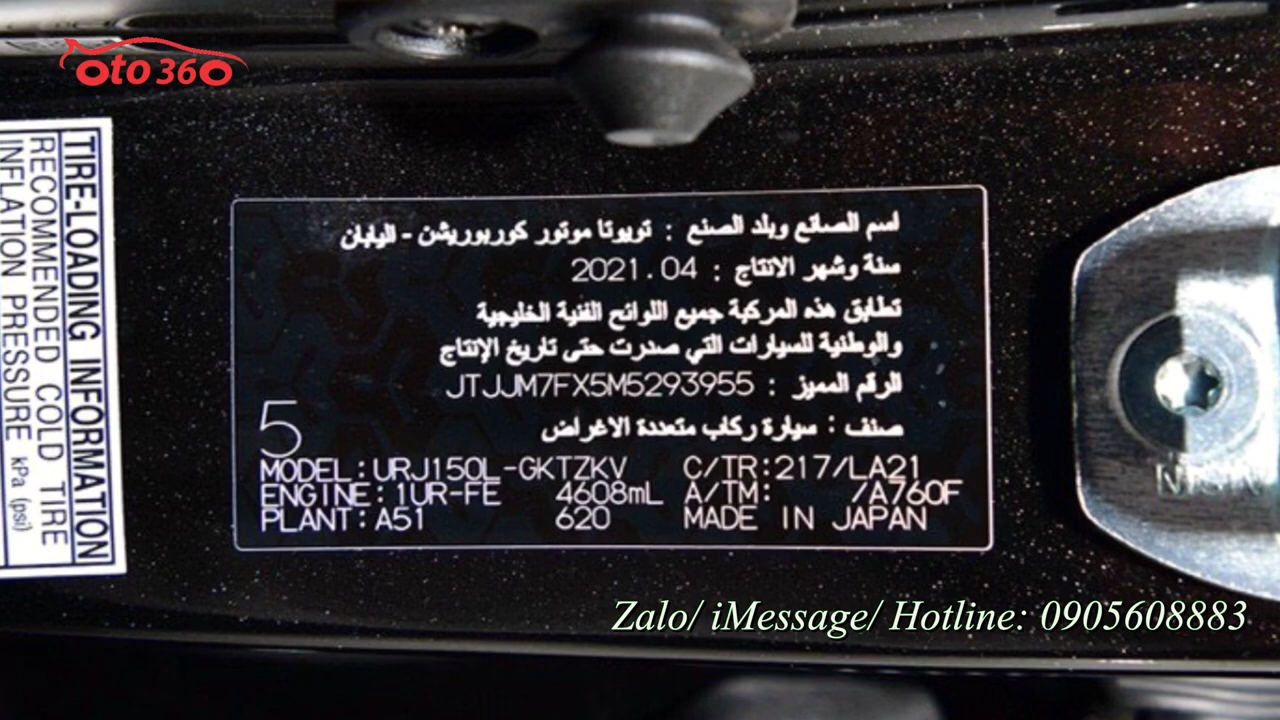 oto 360
TIRE-LOADING INFORMATION
RECOMMENDED COLD TIRE
INFLATION PRESSURE kPa (psi)
اسم الصانع وبلد الصنع : تويوتا موتور كوربوريشن - اليابان
سنة وشهر الانتاج : 2021.04
تطابق هذه المركبة جميع اللوائح الفنية الخليجية
والوطنية للسيارات التي صدرت حتى تاريخ الإنتاج
الرقم المميز : JTJJM7FX5M5293955
صنف : سيارة ركاب متعددة الاغراض
5
MODEL:URJ150L-GKTZKV C/TR:217/LA21
ENGINE:1UR-FE 4608mL A/TM: /A760F
PLANT:A51 620 MADE IN JAPAN
Zalo/ iMessage/ Hotline: 0905608883